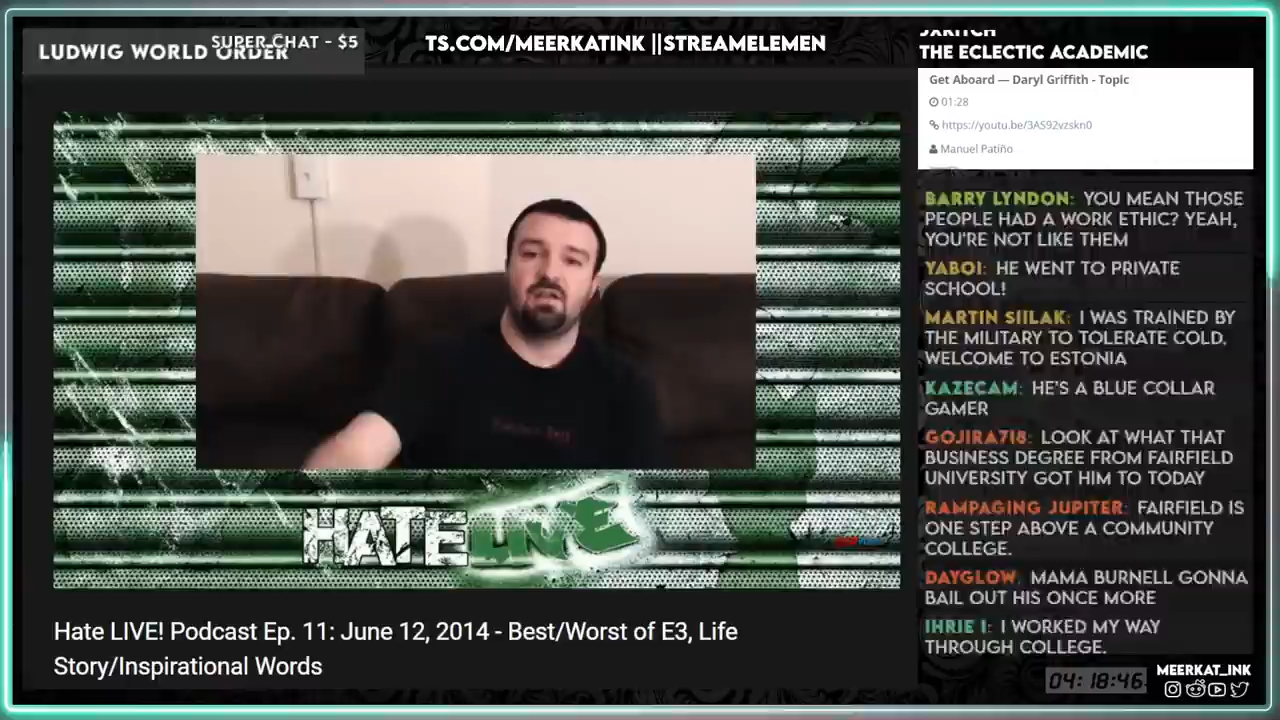 LUDWIG WORLD ORDER
SUPER CHAT - $5
TS.COM/MEERKATINK ||STREAMELEMEN
JXRITCH
THE ECLECTIC ACADEMIC
Get Aboard — Daryl Griffith - Topic
01:28
https://youtu.be/3AS92vzskn0
Manuel Patiño
BARRY LYNDON: YOU MEAN THOSE
PEOPLE HAD A WORK ETHIC? YEAH,
YOU'RE NOT LIKE THEM
YABOI: HE WENT TO PRIVATE
SCHOOL!
MARTIN SIILAK: I WAS TRAINED BY
THE MILITARY TO TOLERATE COLD.
WELCOME TO ESTONIA
KAZECAM: HE'S A BLUE COLLAR
GAMER
GOJIRA718: LOOK AT WHAT THAT
BUSINESS DEGREE FROM FAIRFIELD
UNIVERSITY GOT HIM TO TODAY
RAMPAGING JUPITER: FAIRFIELD IS
ONE STEP ABOVE A COMMUNITY
COLLEGE.
DAYGLOW: MAMA BURNELL GONNA
BAIL OUT HIS ONCE MORE
IHRIE I: I WORKED MY WAY
THROUGH COLLEGE.
HATE LIVE
Hate LIVE! Podcast Ep. 11: June 12, 2014 - Best/Worst of E3, Life
Story/Inspirational Words
04:18:46
MEERKAT_INK